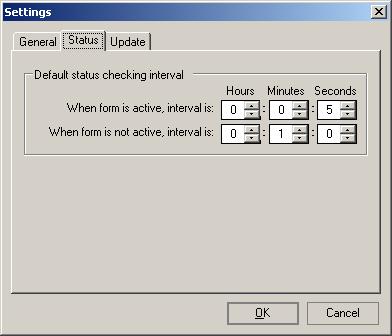 Settings
General Status Update
Default status checking interval
Hours Minutes Seconds
When form is active, interval is: 0 : 0 : 5
When form is not active, interval is: 0 : 1 : 0
OK Cancel